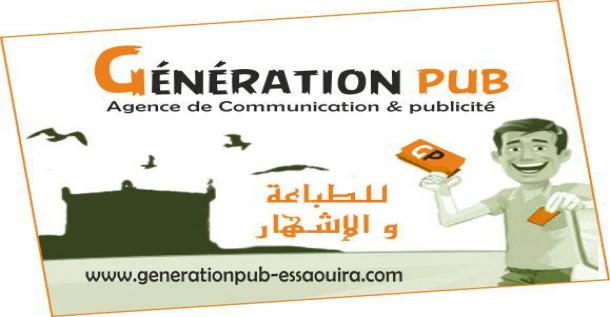 GÉNÉRATION PUB
Agence de Communication & publicité
GP
للطباعة
و الإشهار
www.generationpub-essaouira.com